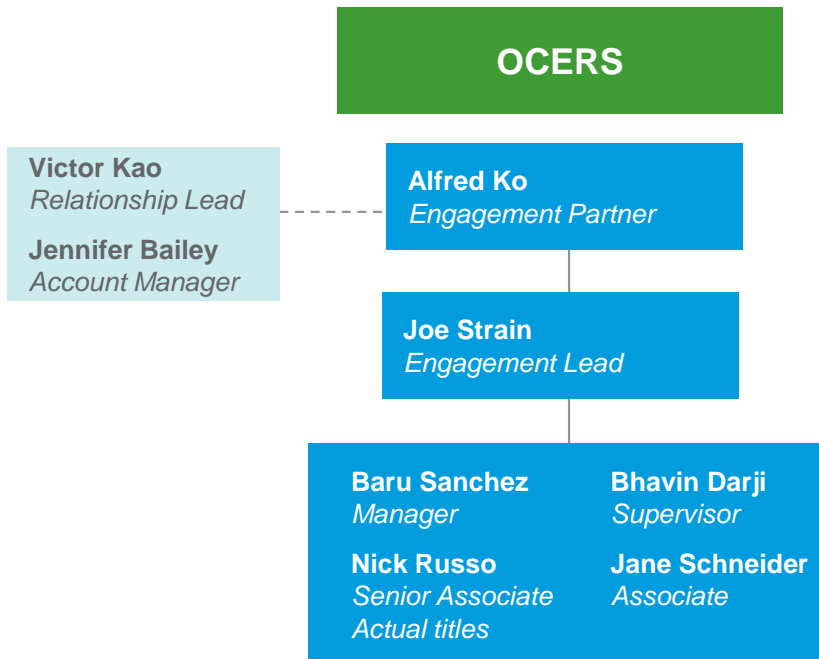 OCERS
Victor Kao
Relationship Lead
Jennifer Bailey
Account Manager
Alfred Ko
Engagement Partner
Joe Strain
Engagement Lead
Baru Sanchez
Manager
Nick Russo
Senior Associate
Actual titles
Bhavin Darji
Supervisor
Jane Schneider
Associate